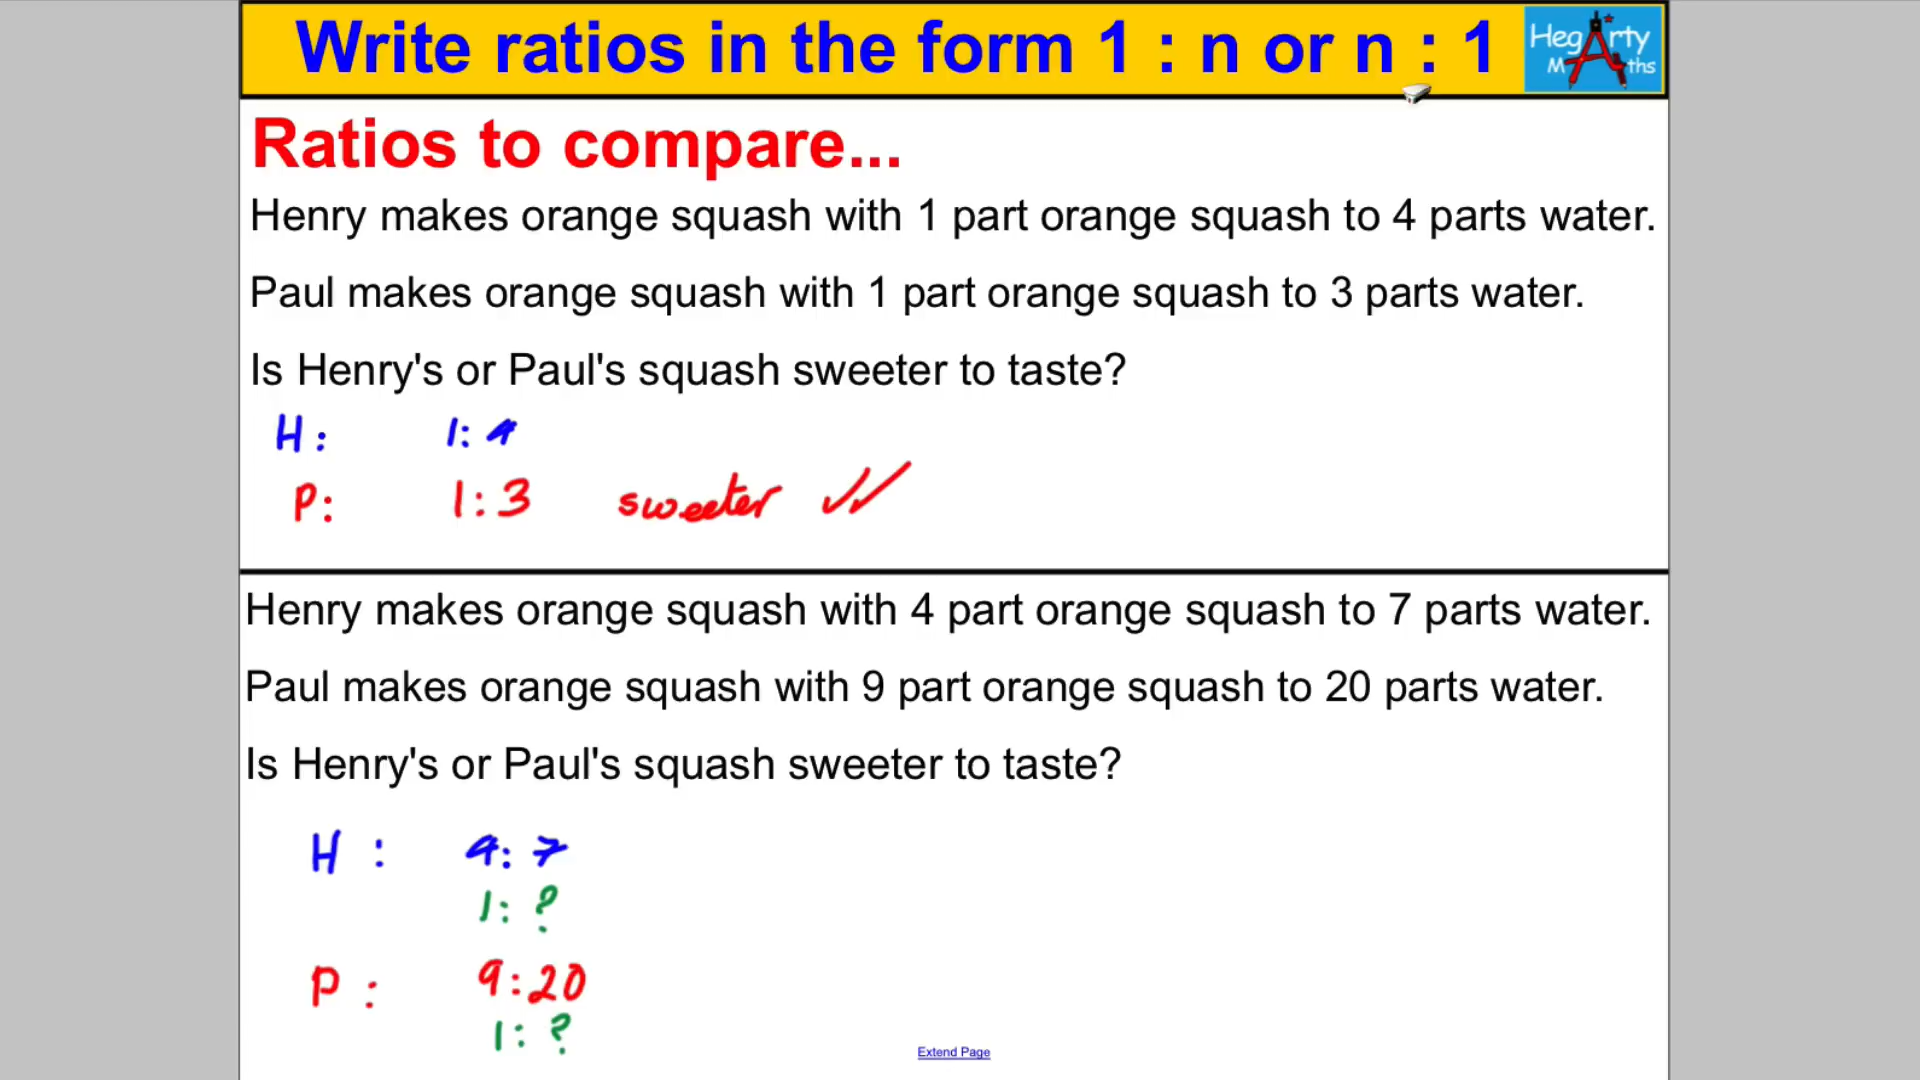 Write ratios in the form 1 : n or n : 1
Hegarty
Maths
Ratios to compare...
Henry makes orange squash with 1 part orange squash to 4 parts water.
Paul makes orange squash with 1 part orange squash to 3 parts water.
Is Henry's or Paul's squash sweeter to taste?
H: 1:4
P: 1:3 sweeter ✓✓
Henry makes orange squash with 4 part orange squash to 7 parts water.
Paul makes orange squash with 9 part orange squash to 20 parts water.
Is Henry's or Paul's squash sweeter to taste?
H : 4:7
1: ?
P : 9:20
1: ?
Extend Page